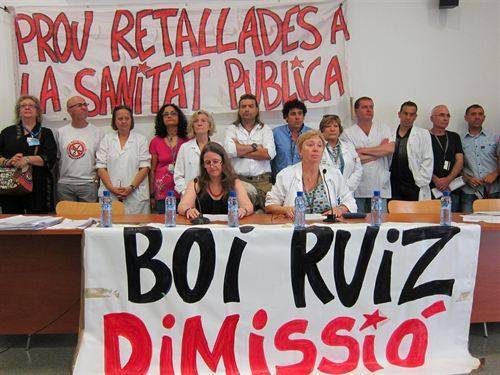 PROU RETALLADES A
LA SANITAT PÚBLICA
BOI RUIZ
DIMISSIÓ